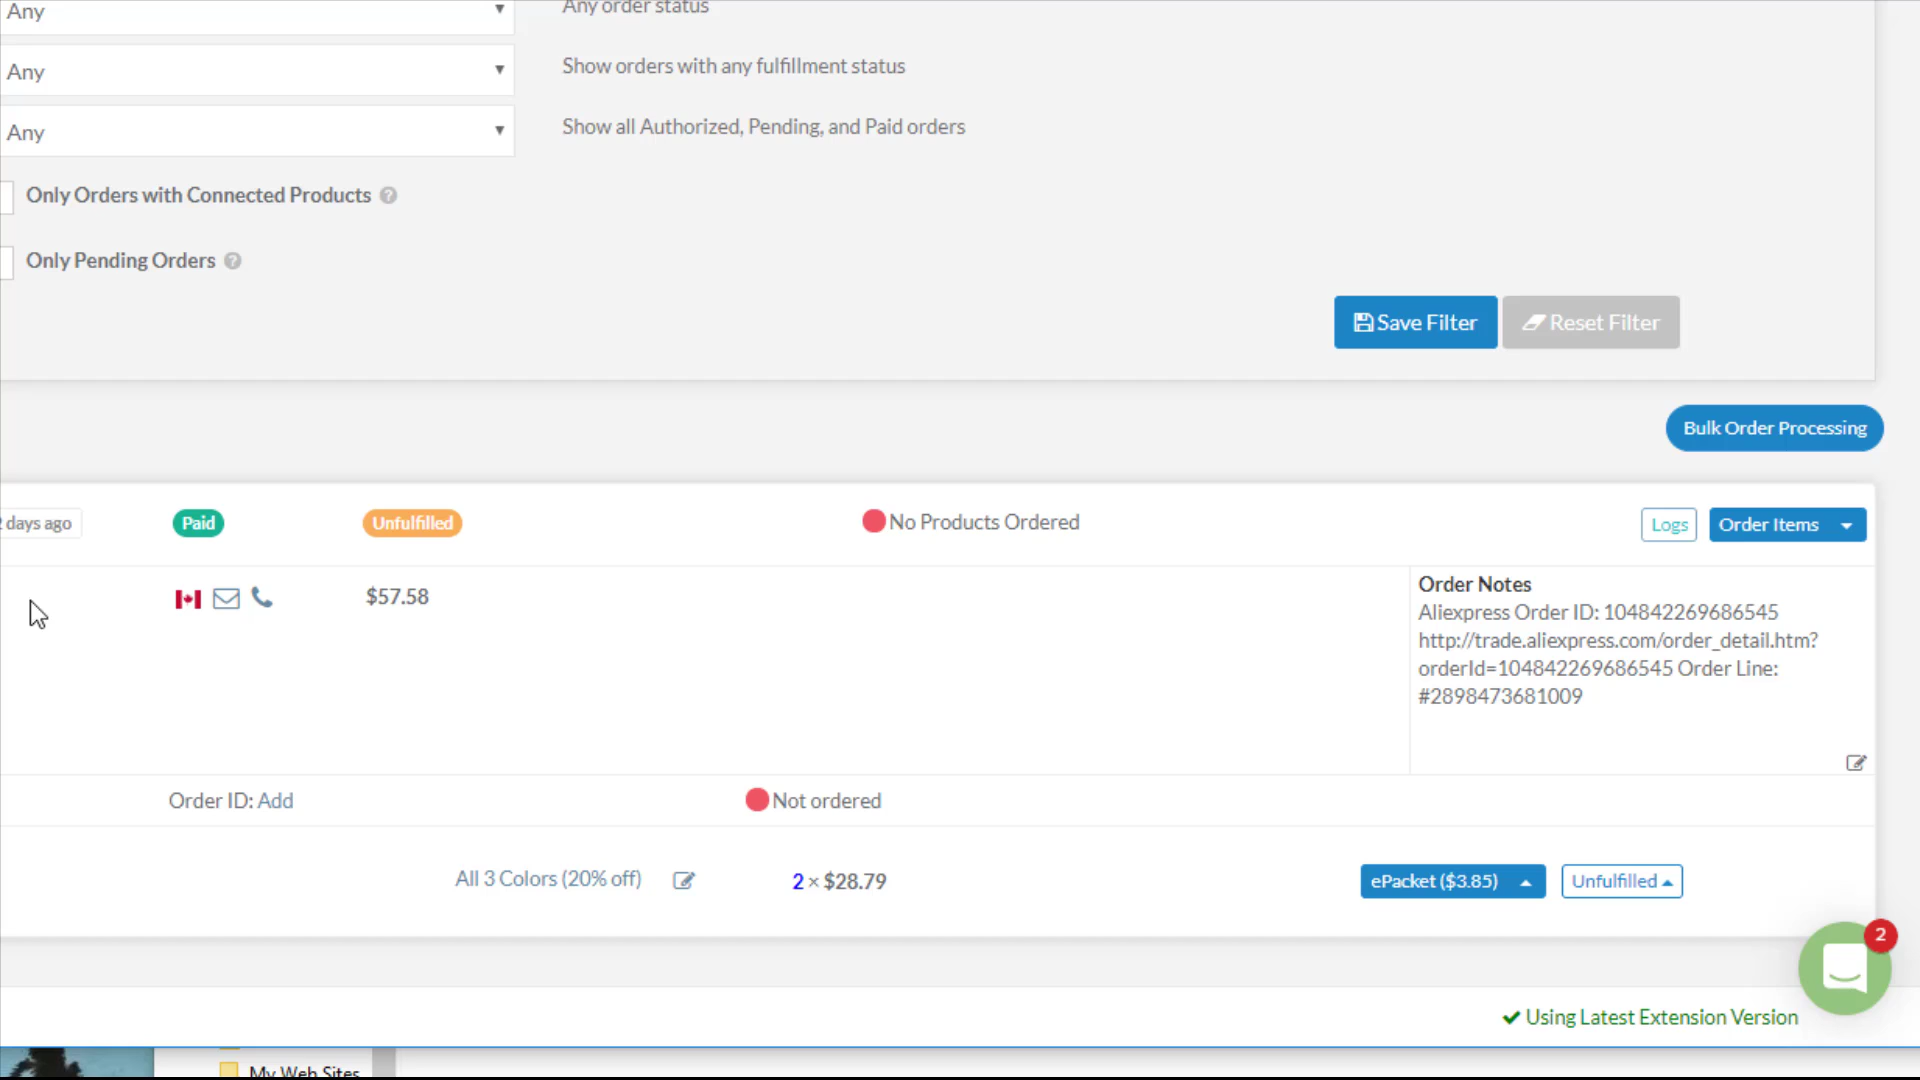 Any
Any order status
Any
Show orders with any fulfillment status
Any
Show all Authorized, Pending, and Paid orders
Only Orders with Connected Products
Only Pending Orders
Save Filter
Reset Filter
Bulk Order Processing
2 days ago
Paid
Unfulfilled
No Products Ordered
Logs
Order Items
$57.58
Order Notes
Aliexpress Order ID: 104842269686545
http://trade.aliexpress.com/order_detail.htm?
orderId=104842269686545 Order Line:
#2898473681009
Order ID: Add
Not ordered
All 3 Colors (20% off)
2 × $28.79
ePacket ($3.85)
Unfulfilled
2
Using Latest Extension Version
My Web Sites